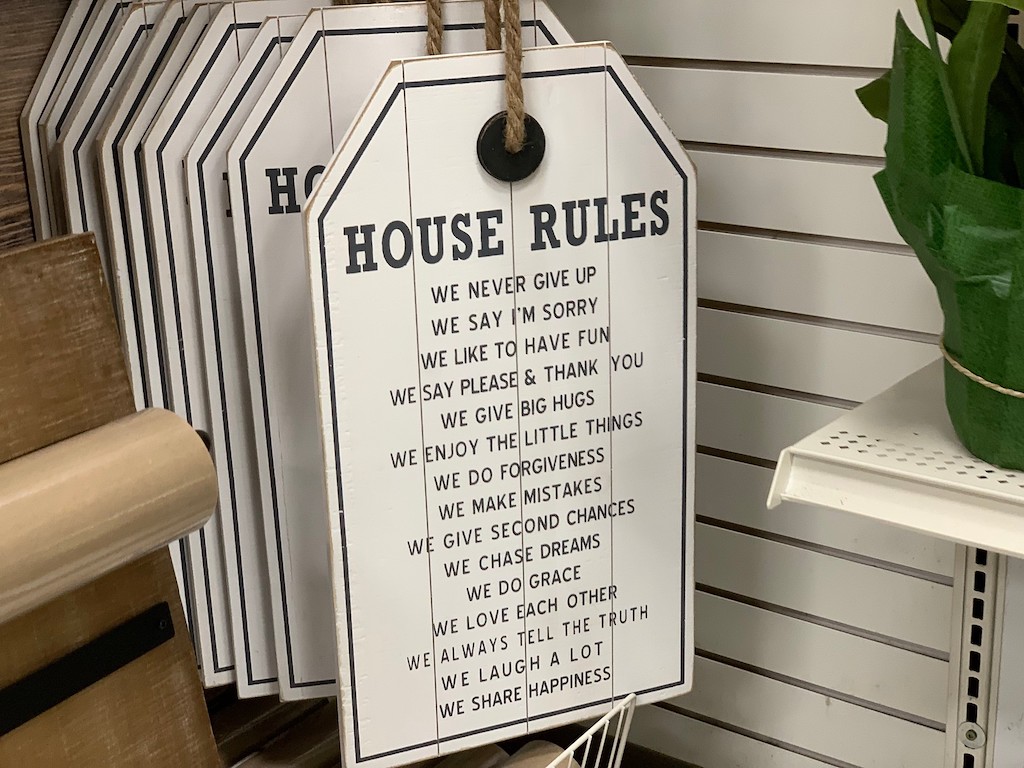 HOUSE RULES
WE NEVER GIVE UP
WE SAY I'M SORRY
WE LIKE TO HAVE FUN
WE SAY PLEASE & THANK YOU
WE GIVE BIG HUGS
WE ENJOY THE LITTLE THINGS
WE DO FORGIVENESS
WE MAKE MISTAKES
WE GIVE SECOND CHANCES
WE CHASE DREAMS
WE DO GRACE
WE LOVE EACH OTHER
WE ALWAYS TELL THE TRUTH
WE LAUGH A LOT
WE SHARE HAPPINESS